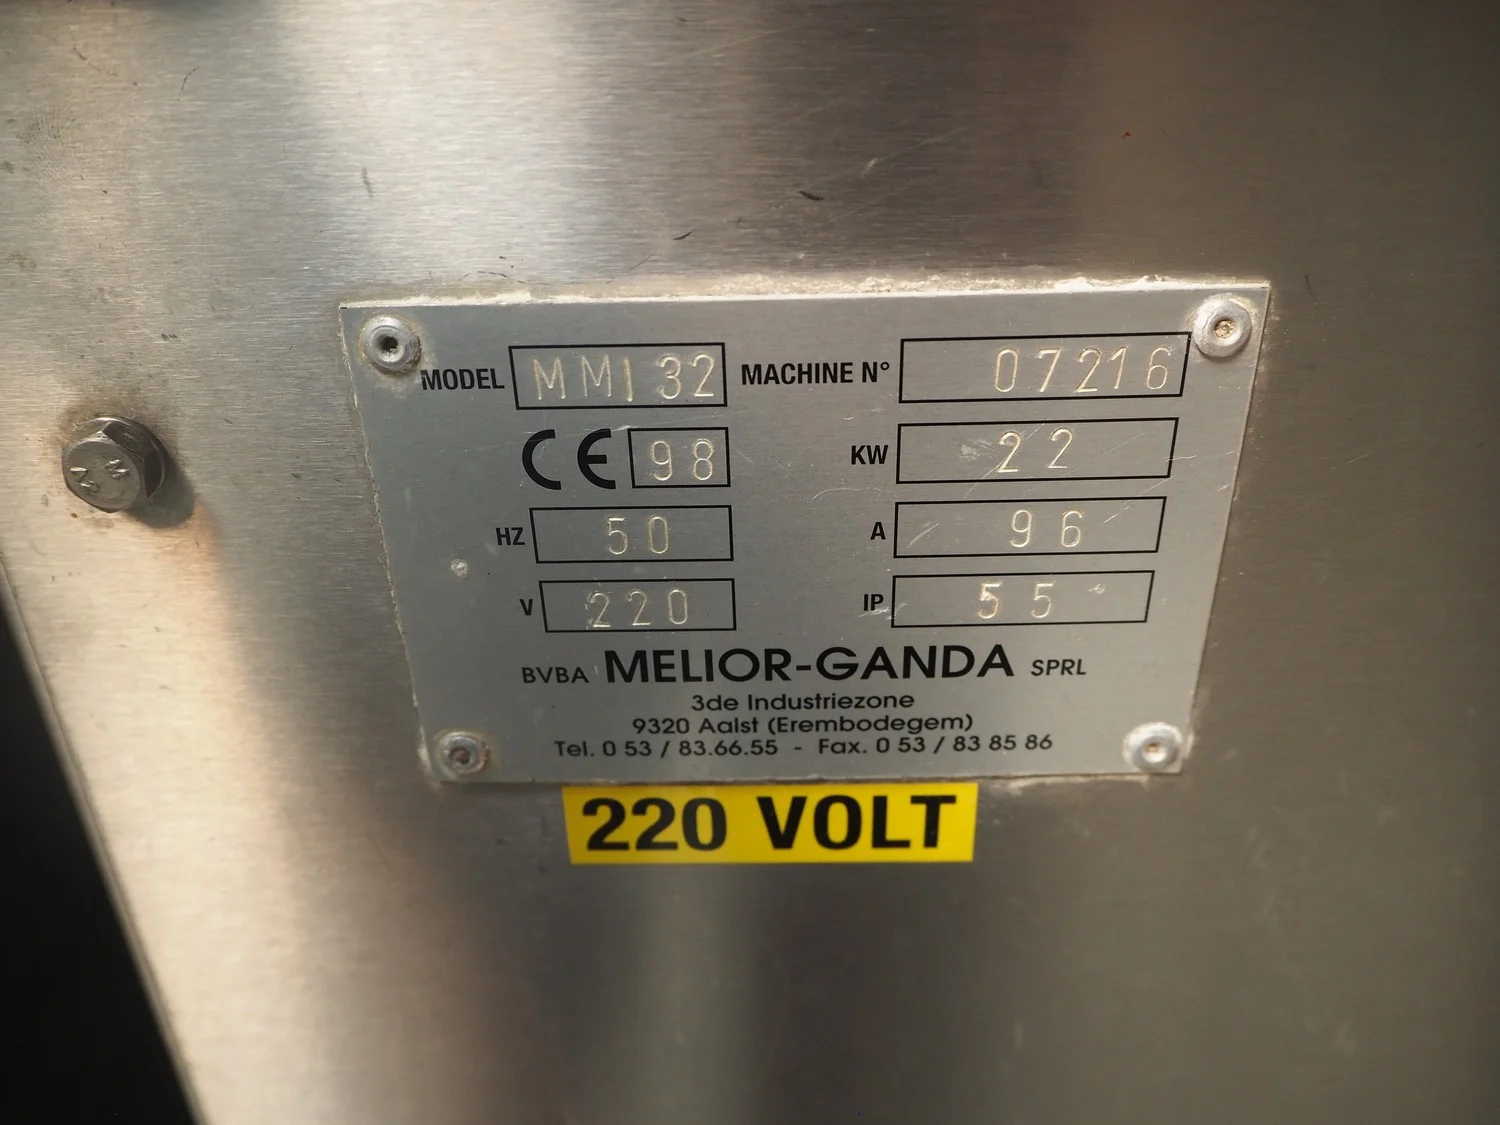 MODEL MMI 32 MACHINE N° 07216
CE 98 KW 22
HZ 50 A 96
V 220 IP 55
BVBA MELIOR-GANDA SPRL
3de Industriezone
9320 Aalst (Erembodegem)
Tel. 0 53 / 83.66.55 - Fax. 0 53 / 83 85 86
220 VOLT